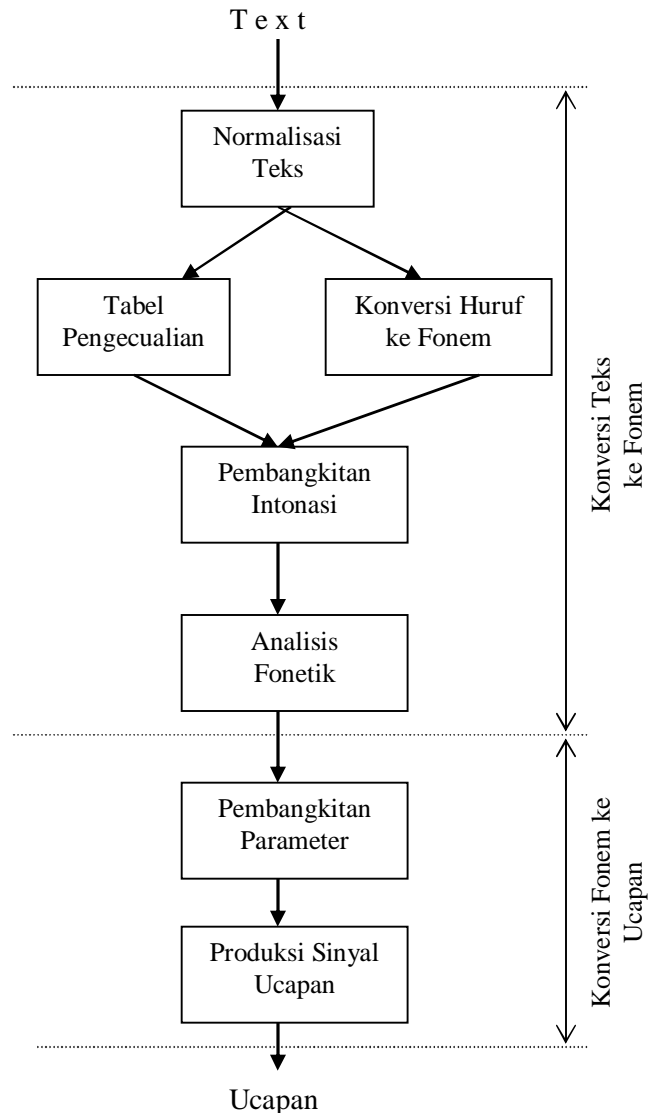 T e x t
Normalisasi
Teks
Tabel
Pengecualian
Konversi Huruf
ke Fonem
Pembangkitan
Intonasi
Analisis
Fonetik
Konversi Teks
ke Fonem
Pembangkitan
Parameter
Produksi Sinyal
Ucapan
Konversi Fonem ke
Ucapan
Ucapan